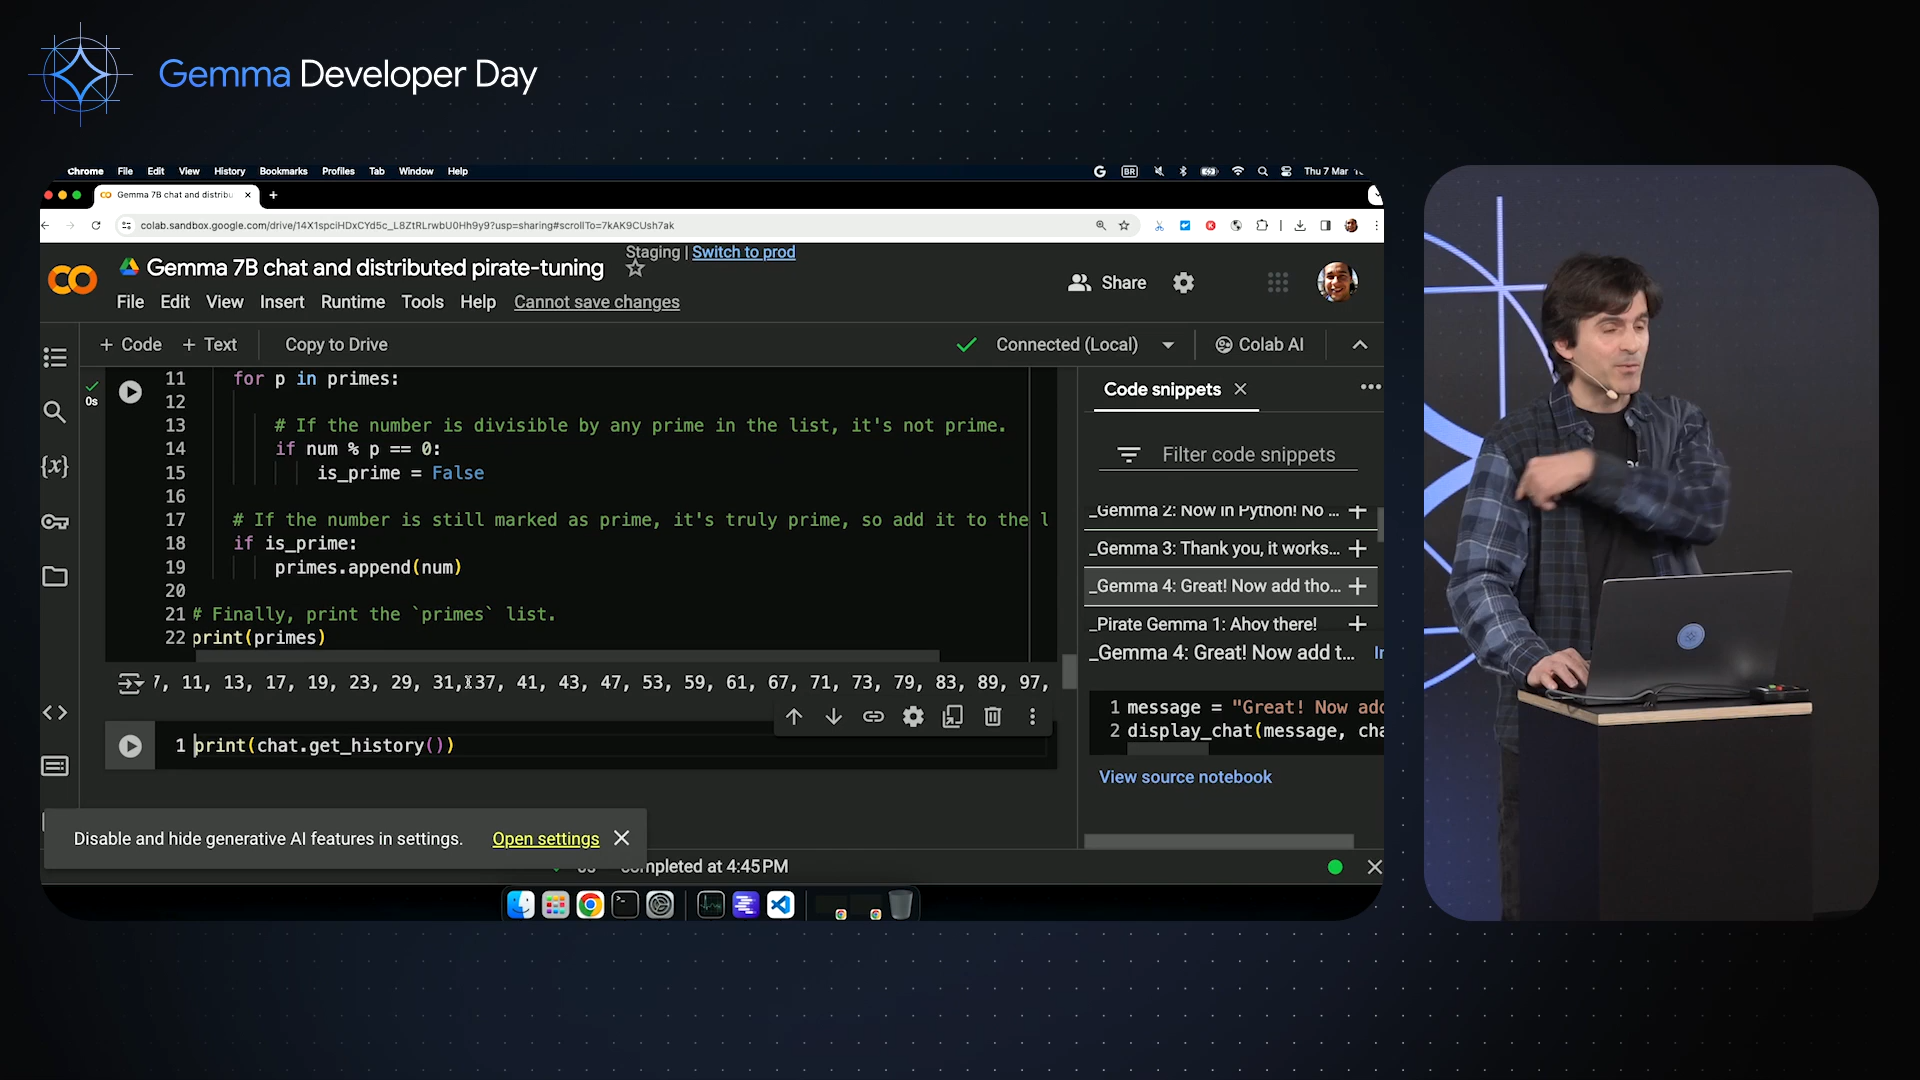 Gemma Developer Day
Chrome File Edit View History Bookmarks Profiles Tab Window Help
G BR Thu 7 Mar
Gemma 7B chat and distribu
colab.sandbox.google.com/drive/14X1spciHDxCYd5c_L8ZtRLrwbU0Hh9y9?usp=sharing#scrollTo=7kAK9CUsh7ak
Staging | Switch to prod
CO Gemma 7B chat and distributed pirate-tuning
Share
File Edit View Insert Runtime Tools Help Cannot save changes
+ Code + Text Copy to Drive
Connected (Local) Colab AI
0s
11 for p in primes:
12
13 # If the number is divisible by any prime in the list, it's not prime.
14 if num % p == 0:
15 is_prime = False
16
17 # If the number is still marked as prime, it's truly prime, so add it to the l
18 if is_prime:
19 primes.append(num)
20
21 # Finally, print the `primes` list.
22 print(primes)
7, 11, 13, 17, 19, 23, 29, 31, 37, 41, 43, 47, 53, 59, 61, 67, 71, 73, 79, 83, 89, 97,
1 print(chat.get_history())
Code snippets
Filter code snippets
_Gemma 2: Now in Python! No ...
_Gemma 3: Thank you, it works...
_Gemma 4: Great! Now add tho...
_Pirate Gemma 1: Ahoy there!
_Gemma 4: Great! Now add t...
1 message = "Great! Now add
2 display_chat(message, cha
View source notebook
Disable and hide generative AI features in settings. Open settings
completed at 4:45 PM